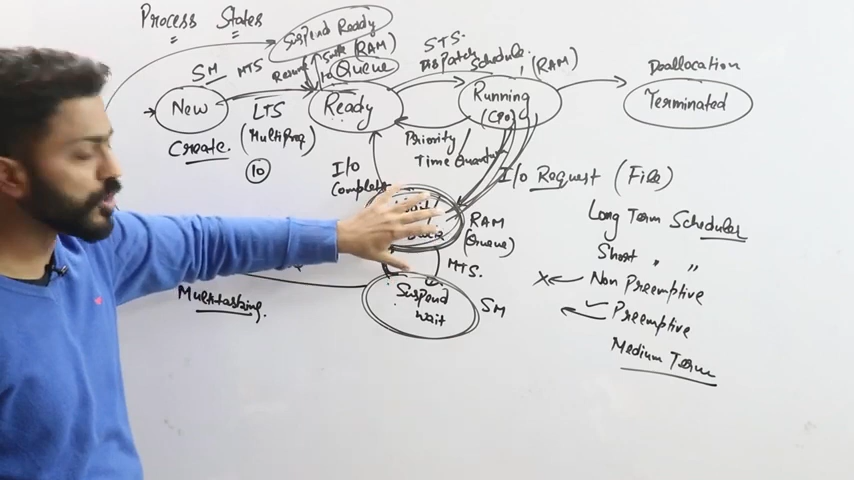 Process States
Suspend Ready
SM MTS
Resume
(RAM)
Queue
STS.
Dispatch Schedule.
(RAM)
Deallocation
New
LTS
Ready
Running
(CPU)
Terminated
Create.
(MultiProg)
10
Priority
Time Quantum
I/O
Complete
I/O Request (File)
RAM
(Queue)
Long Term Scheduler
Short " "
MTS.
X Non Preemptive
Suspend
wait
SM
Multitasking.
Preemptive
Medium Term